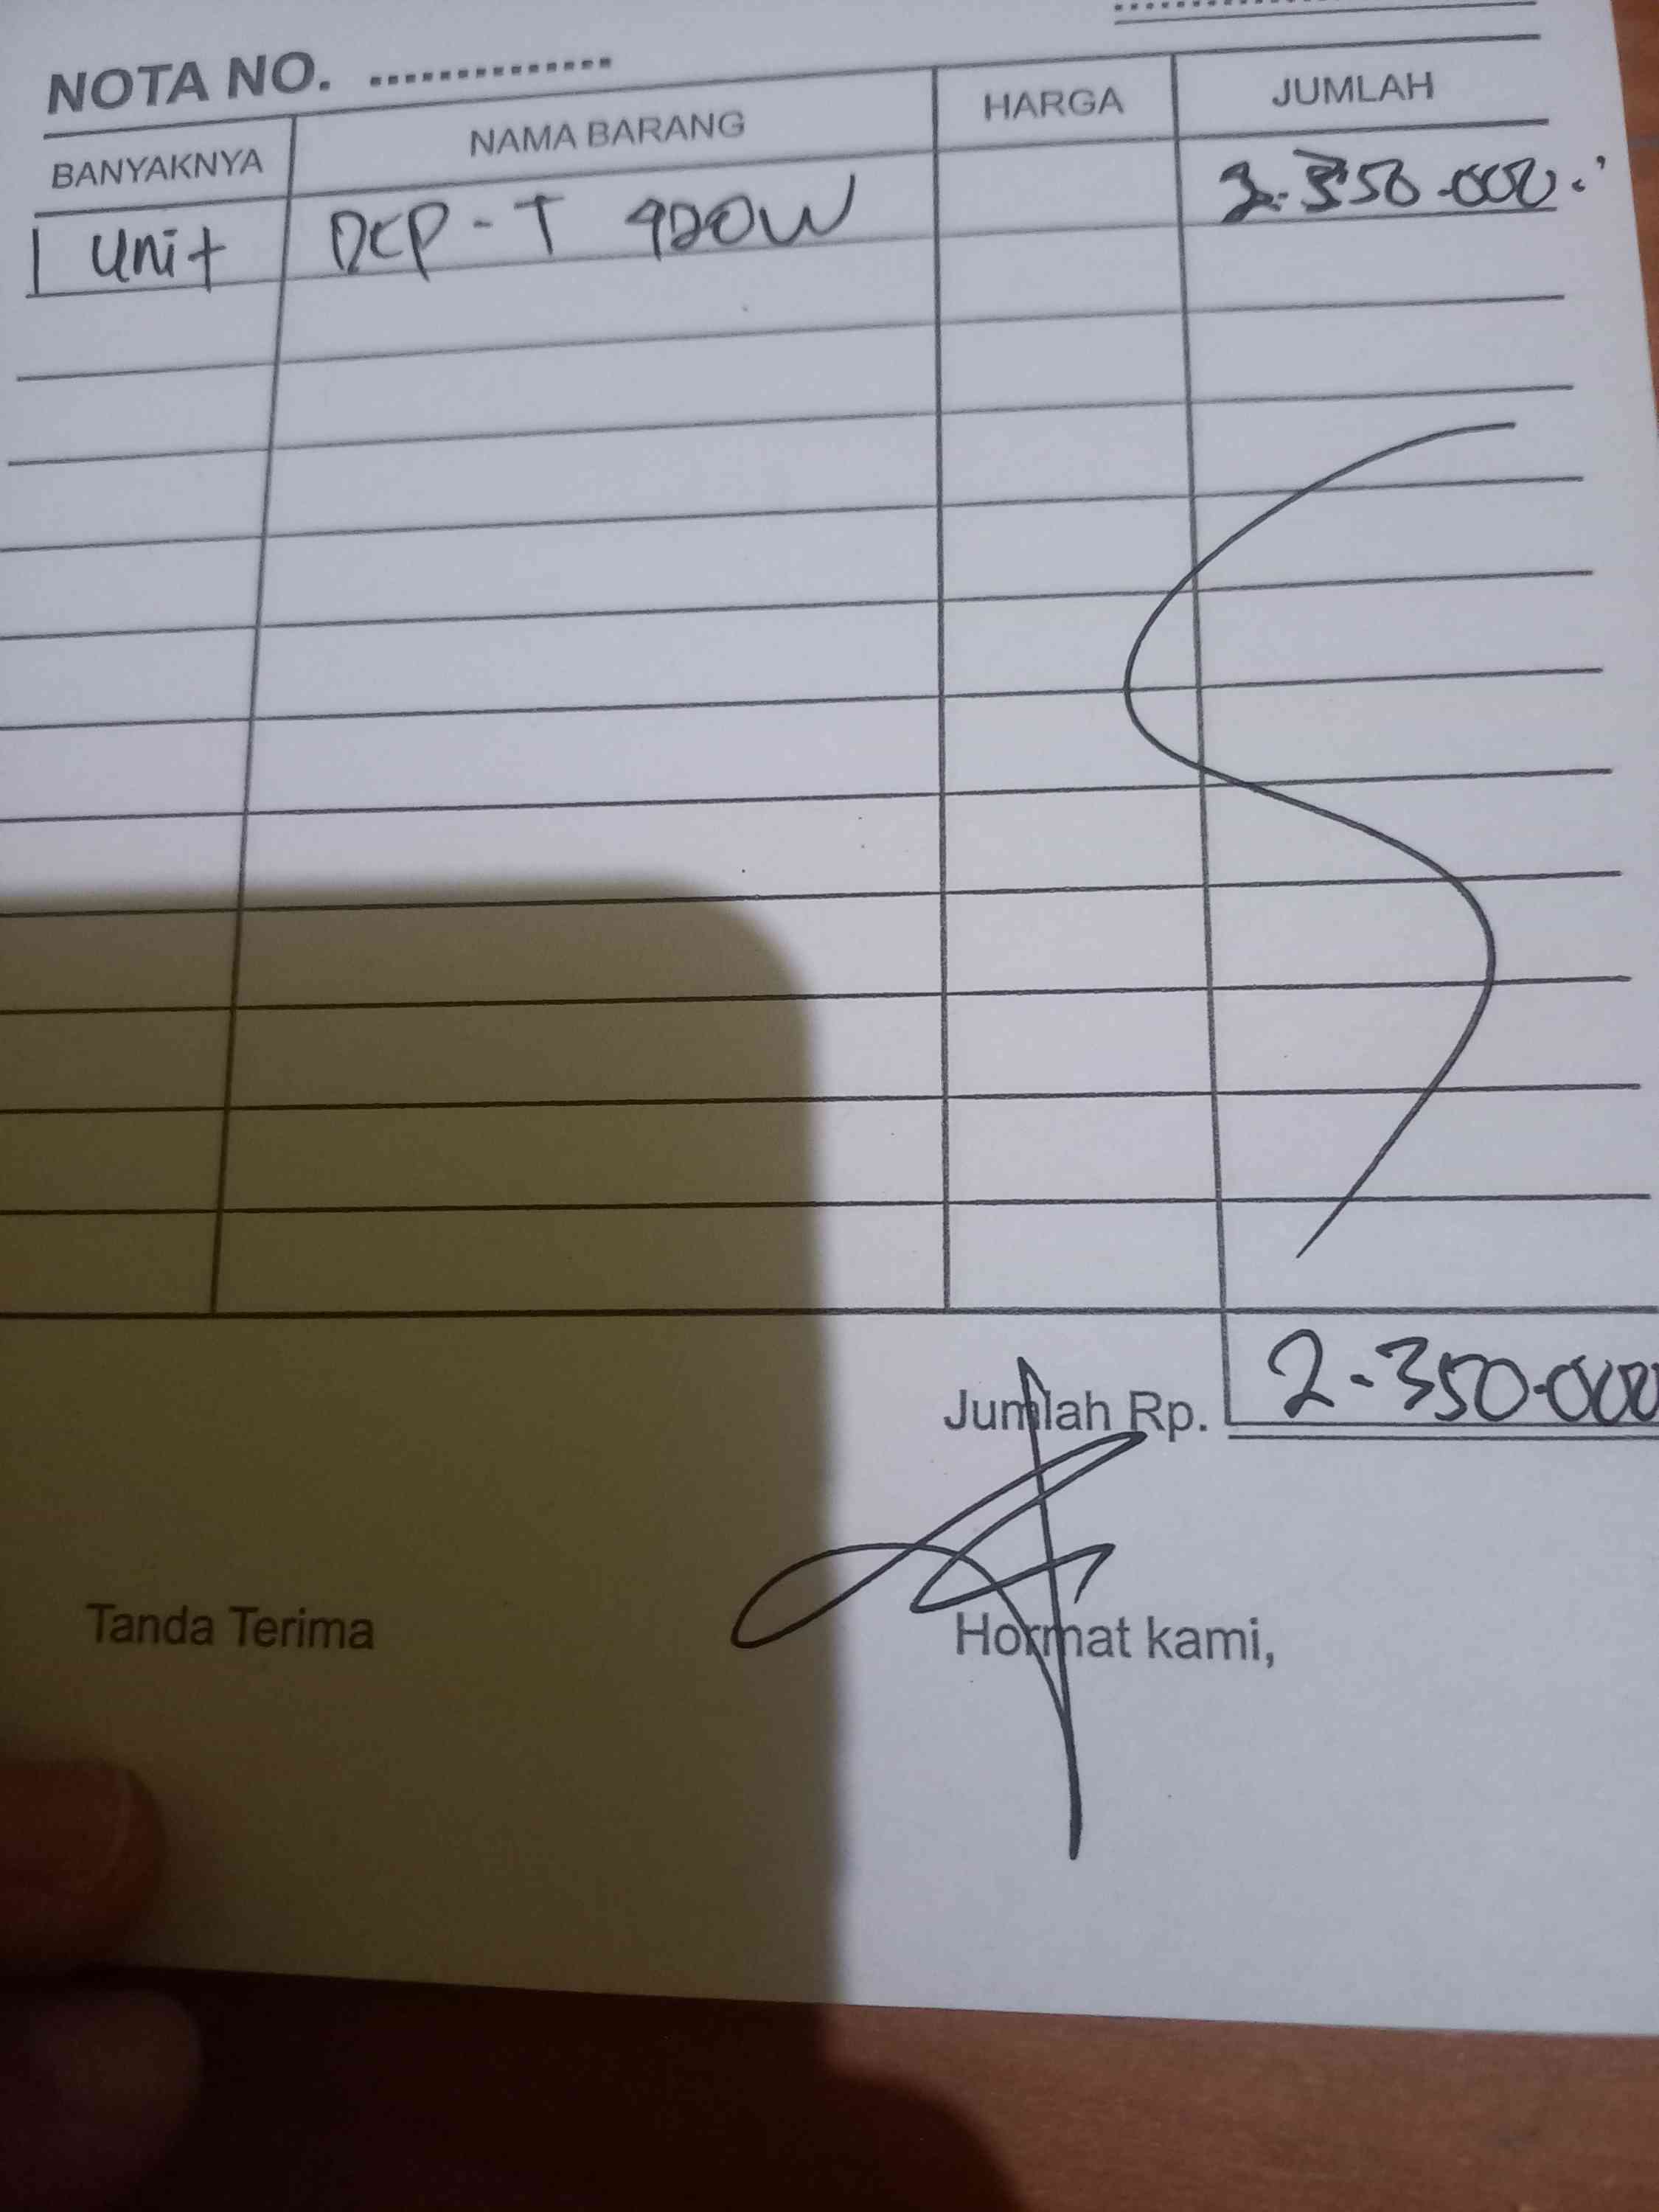 NOTA NO. ..............
BANYAKNYA NAMA BARANG HARGA JUMLAH
1 Unit DCP-T 920W 2.350.000.-
Jumlah Rp. 2.350.000
Tanda Terima Hormat kami,